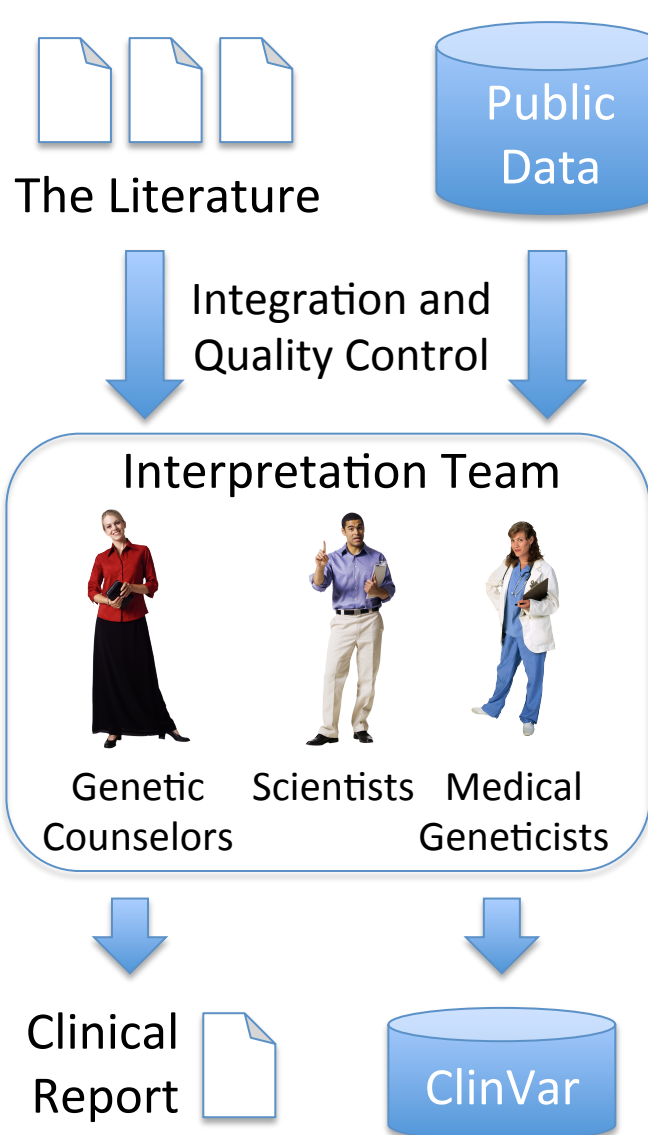 Public
Data
The Literature
Integration and
Quality Control
Interpretation Team
Genetic
Counselors
Scientists
Medical
Geneticists
Clinical
Report
ClinVar